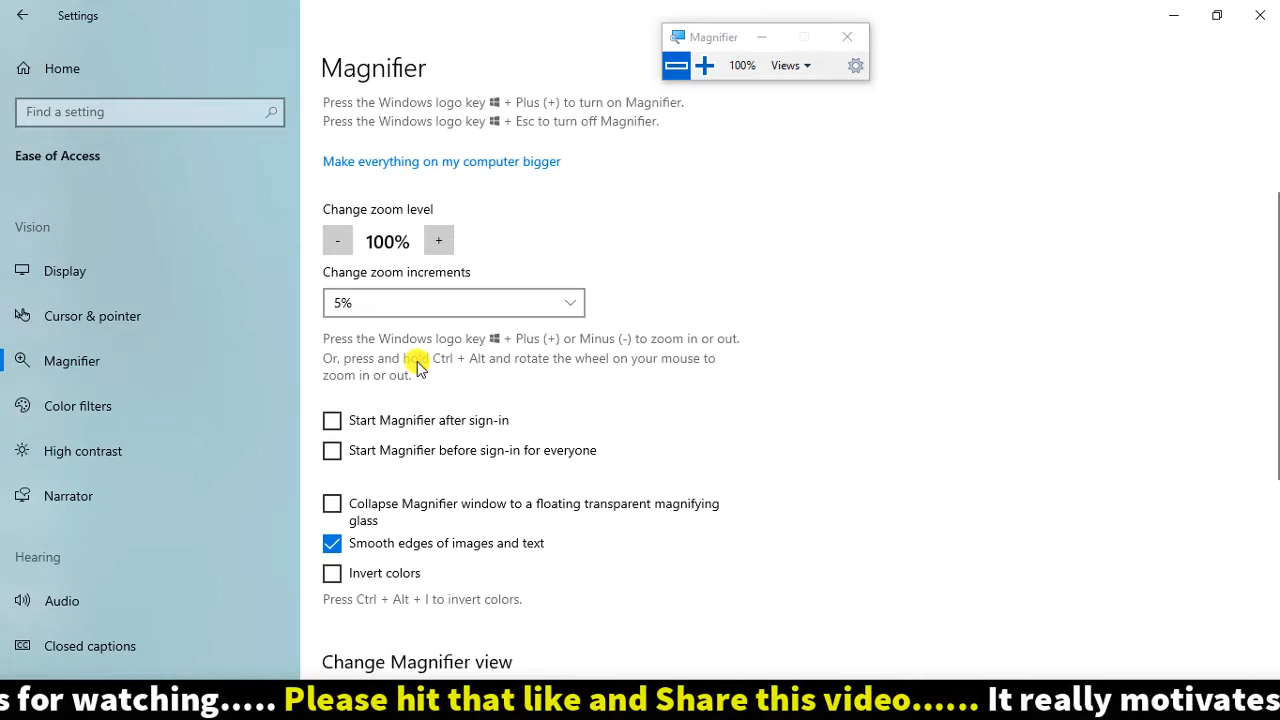 Settings
Home
Find a setting
Ease of Access
Vision
Display
Cursor & pointer
Magnifier
Color filters
High contrast
Narrator
Hearing
Audio
Closed captions
Magnifier
100% Views
Magnifier
Press the Windows logo key + Plus (+) to turn on Magnifier.
Press the Windows logo key + Esc to turn off Magnifier.
Make everything on my computer bigger
Change zoom level
- 100% +
Change zoom increments
5%
Press the Windows logo key + Plus (+) or Minus (-) to zoom in or out.
Or, press and hold Ctrl + Alt and rotate the wheel on your mouse to
zoom in or out.
Start Magnifier after sign-in
Start Magnifier before sign-in for everyone
Collapse Magnifier window to a floating transparent magnifying
glass
Smooth edges of images and text
Invert colors
Press Ctrl + Alt + I to invert colors.
Change Magnifier view
s for watching..... Please hit that like and Share this video...... It really motivates